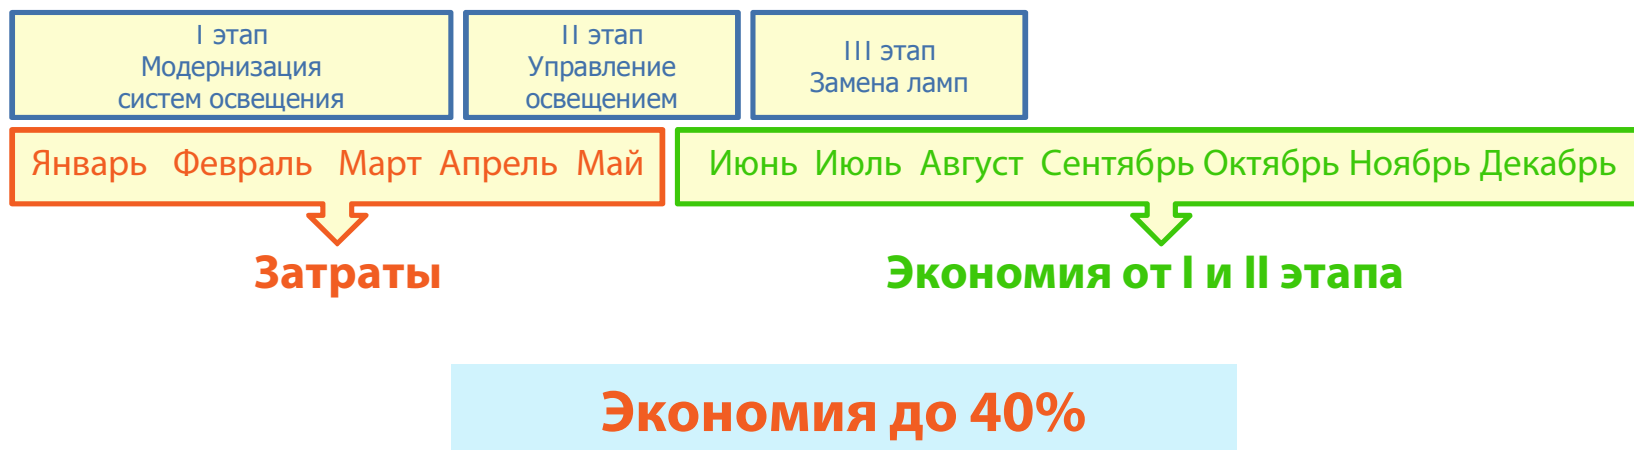 I этап
Модернизация
систем освещения
II этап
Управление
освещением
III этап
Замена ламп
Январь Февраль Март Апрель Май
Июнь Июль Август Сентябрь Октябрь Ноябрь Декабрь
Затраты
Экономия от I и II этапа
Экономия до 40%